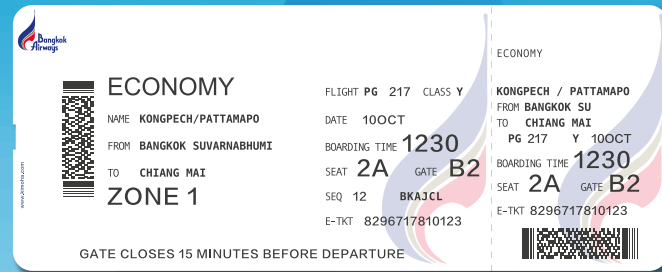 Bangkok
Airways
ECONOMY
NAME KONGPECH/PATTAMAPO
FROM BANGKOK SUVARNABHUMI
TO CHIANG MAI
ZONE 1
FLIGHT PG 217 CLASS Y
DATE 10OCT
BOARDING TIME 1230
SEAT 2A GATE B2
SEQ 12 BKAJCL
E-TKT 8296717810123
GATE CLOSES 15 MINUTES BEFORE DEPARTURE
ECONOMY
KONGPECH / PATTAMAPO
FROM BANGKOK SU
TO CHIANG MAI
PG 217 Y 10OCT
BOARDING TIME 1230
SEAT 2A GATE B2
E-TKT 8296717810123